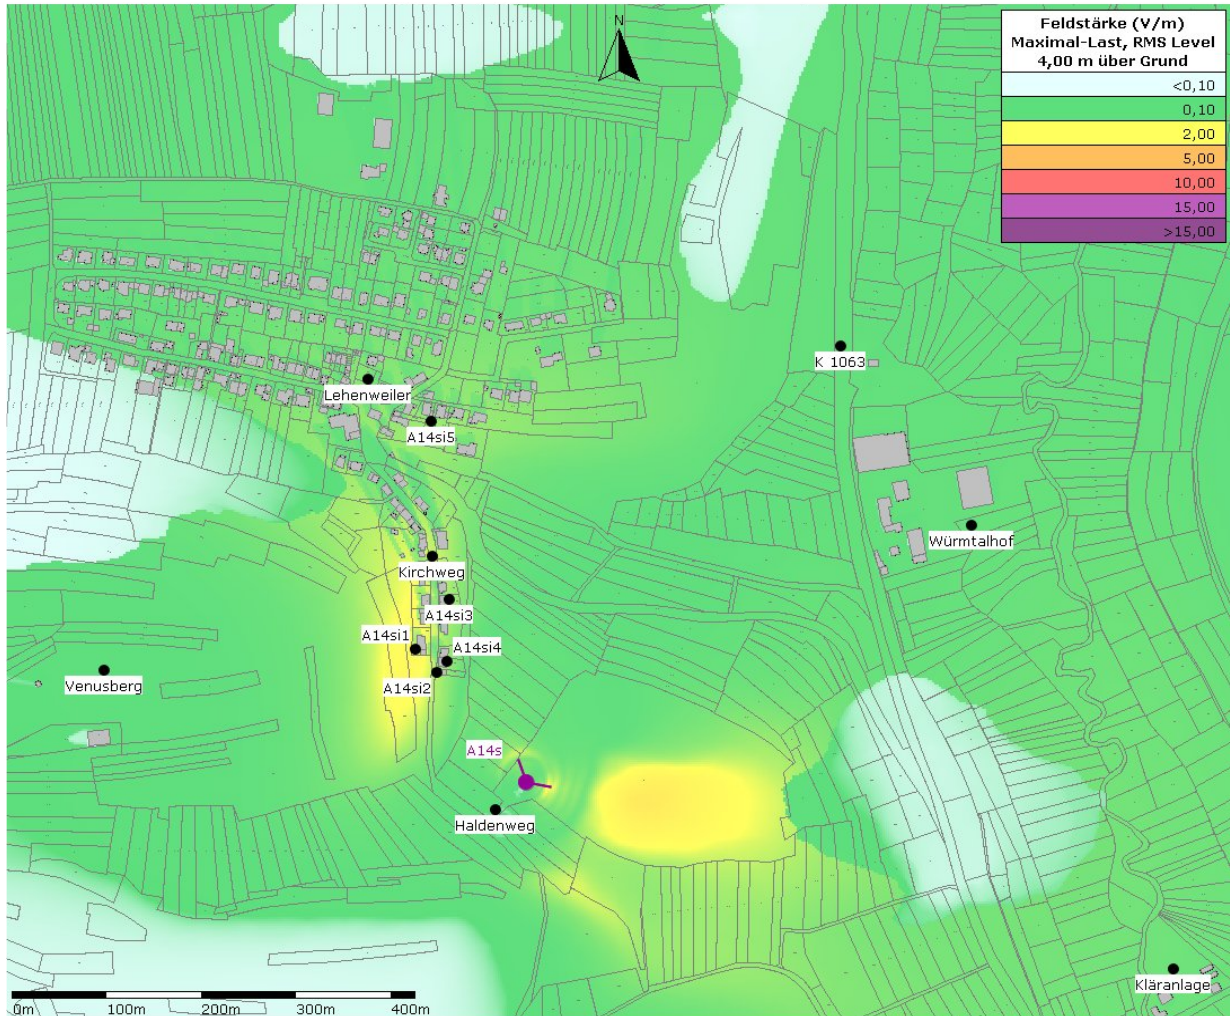 N
Feldstärke (V/m)
Maximal-Last, RMS Level
4,00 m über Grund
<0,10
0,10
2,00
5,00
10,00
15,00
>15,00
K 1063
Lehenweiler
A14si5
Würmtalhof
Kirchweg
A14si3
A14si1
A14si4
Venusberg
A14si2
A14s
Haldenweg
Kläranlage
0m 100m 200m 300m 400m